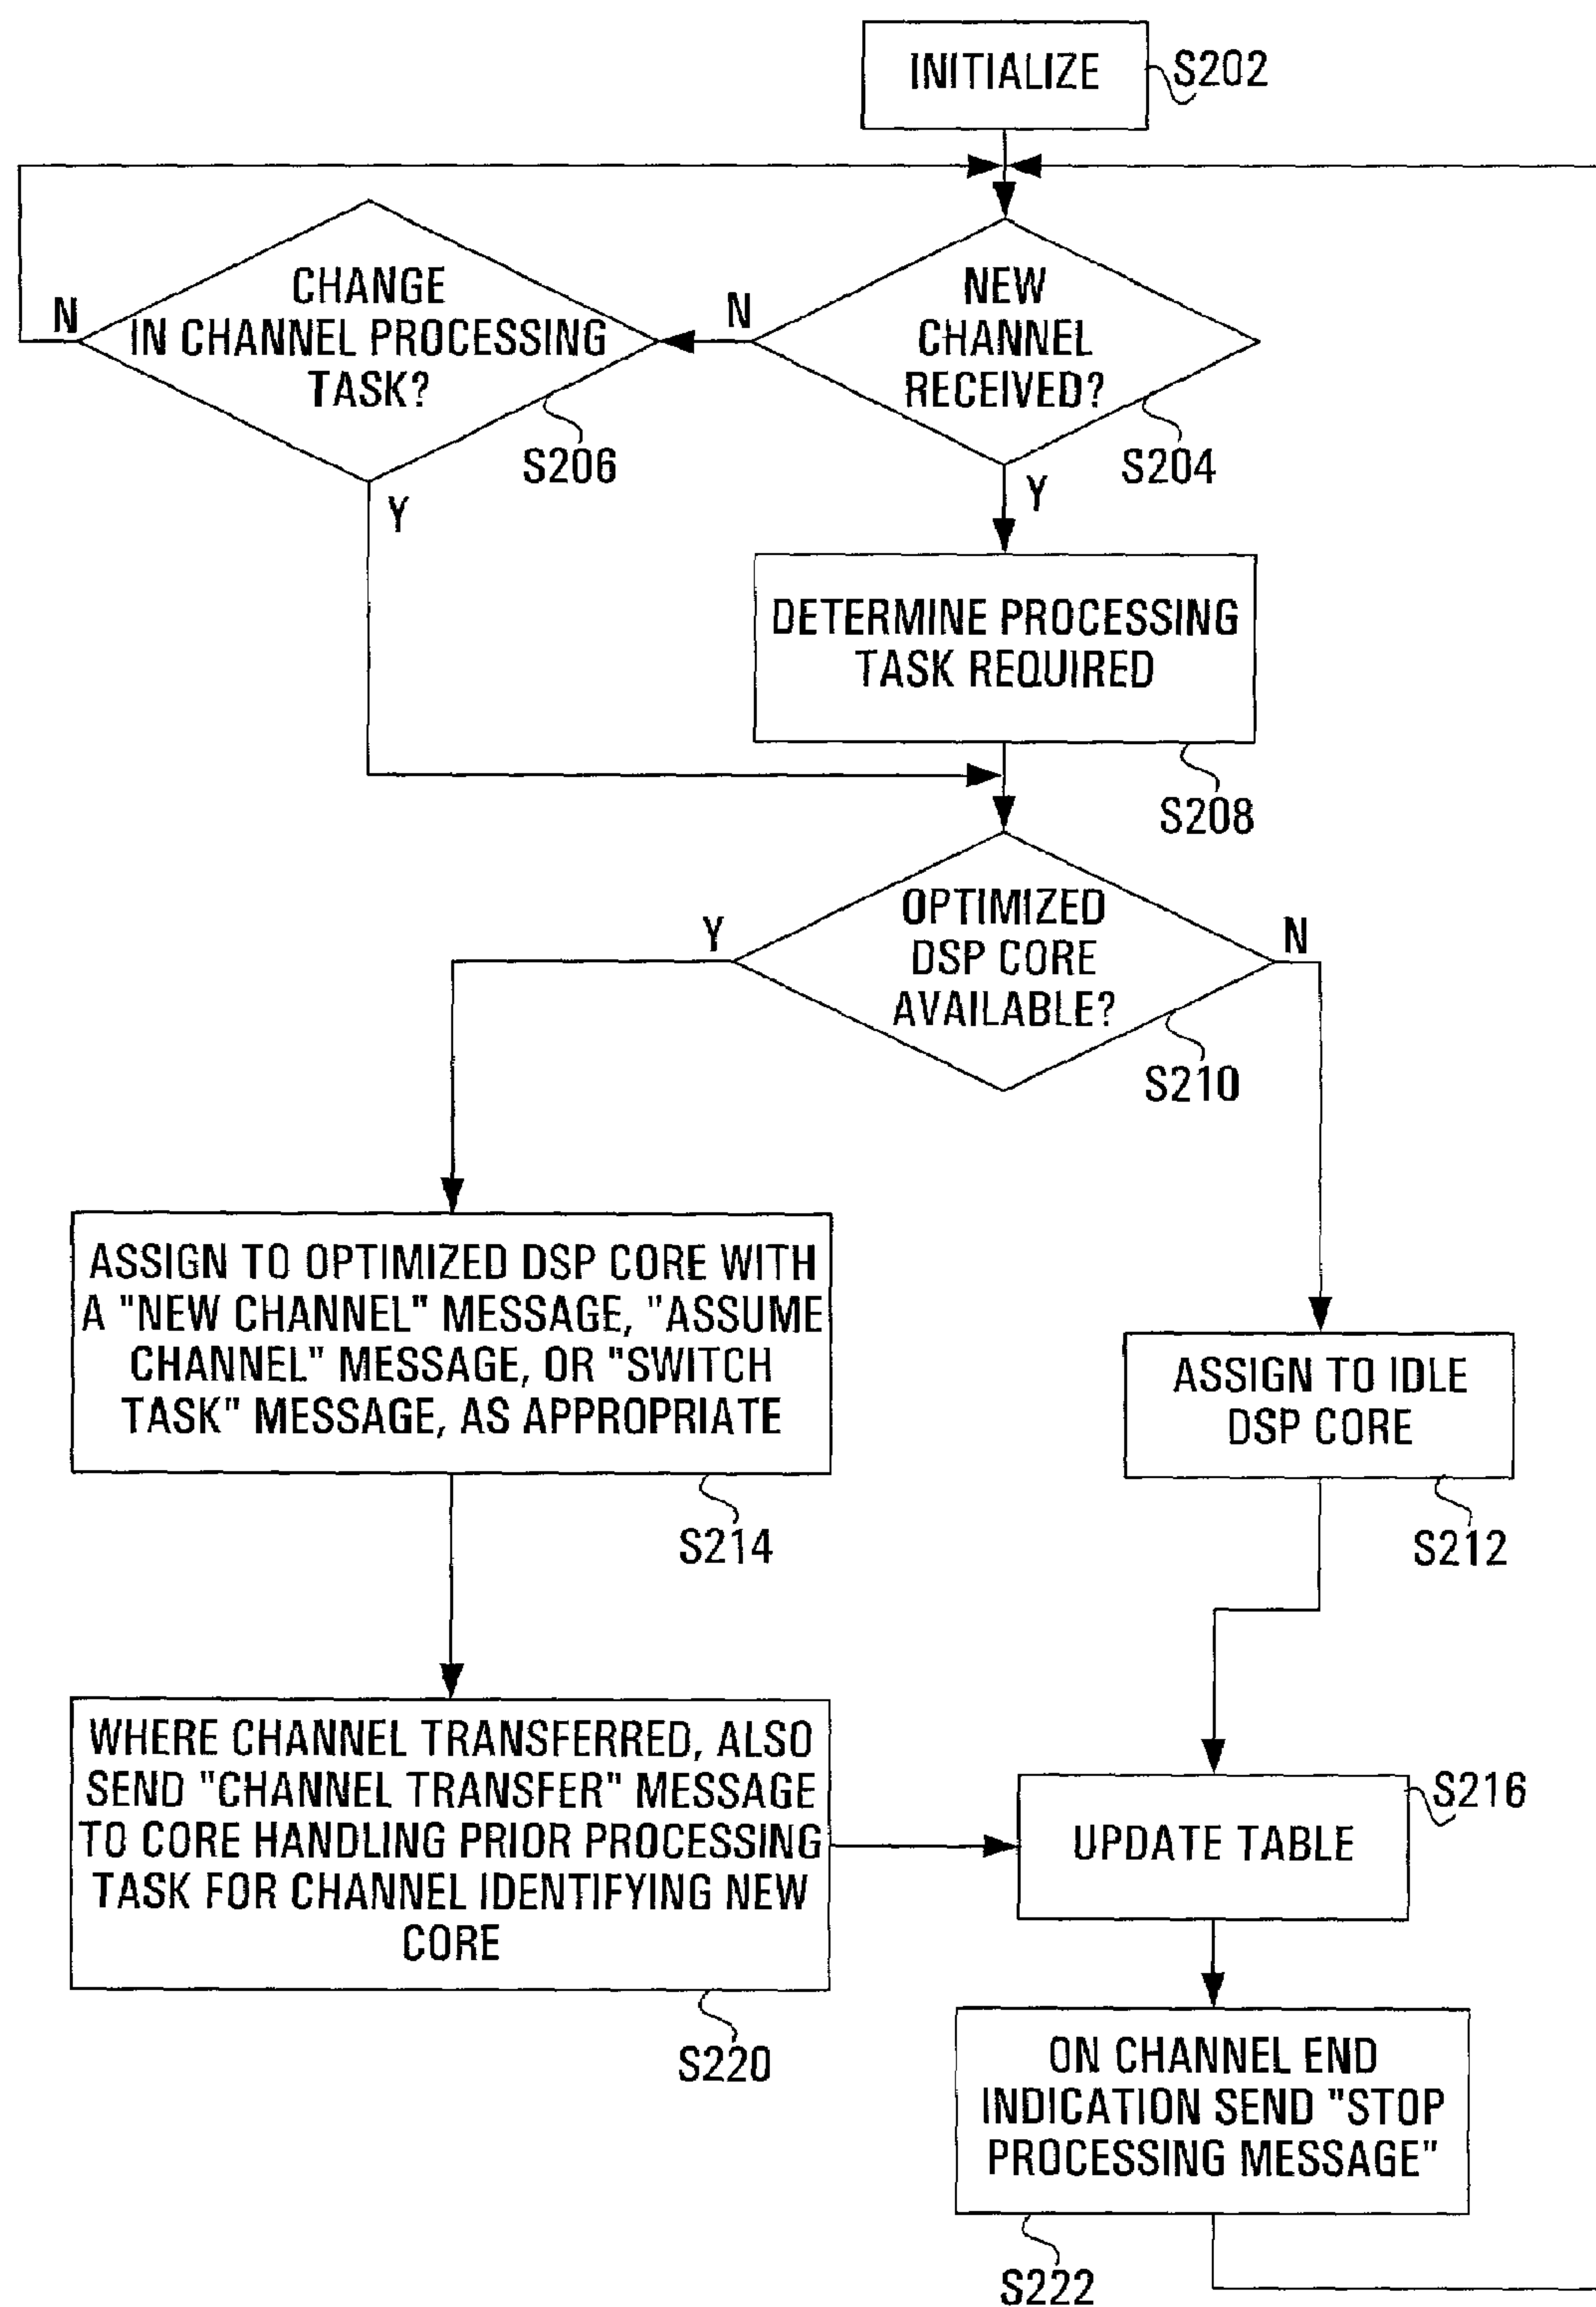 INITIALIZE
S202
NEW
CHANNEL
RECEIVED?
S204
N
Y
CHANGE
IN CHANNEL PROCESSING
TASK?
S206
N
Y
DETERMINE PROCESSING
TASK REQUIRED
S208
OPTIMIZED
DSP CORE
AVAILABLE?
S210
Y
N
ASSIGN TO OPTIMIZED DSP CORE WITH
A "NEW CHANNEL" MESSAGE, "ASSUME
CHANNEL" MESSAGE, OR "SWITCH
TASK" MESSAGE, AS APPROPRIATE
S214
ASSIGN TO IDLE
DSP CORE
S212
WHERE CHANNEL TRANSFERRED, ALSO
SEND "CHANNEL TRANSFER" MESSAGE
TO CORE HANDLING PRIOR PROCESSING
TASK FOR CHANNEL IDENTIFYING NEW
CORE
S220
UPDATE TABLE
S216
ON CHANNEL END
INDICATION SEND "STOP
PROCESSING MESSAGE"
S222